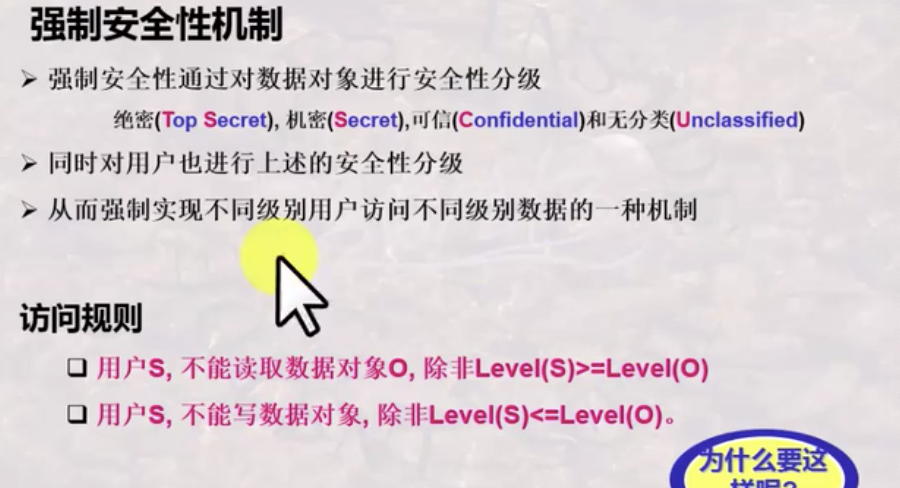 强制安全性机制
➢ 强制安全性通过对数据对象进行安全性分级
绝密(Top Secret), 机密(Secret),可信(Confidential)和无分类(Unclassified)
➢ 同时对用户也进行上述的安全性分级
➢ 从而强制实现不同级别用户访问不同级别数据的一种机制
访问规则
❑ 用户S, 不能读取数据对象O, 除非Level(S)>=Level(O)
❑ 用户S, 不能写数据对象, 除非Level(S)<=Level(O)。
为什么要这
样呢?